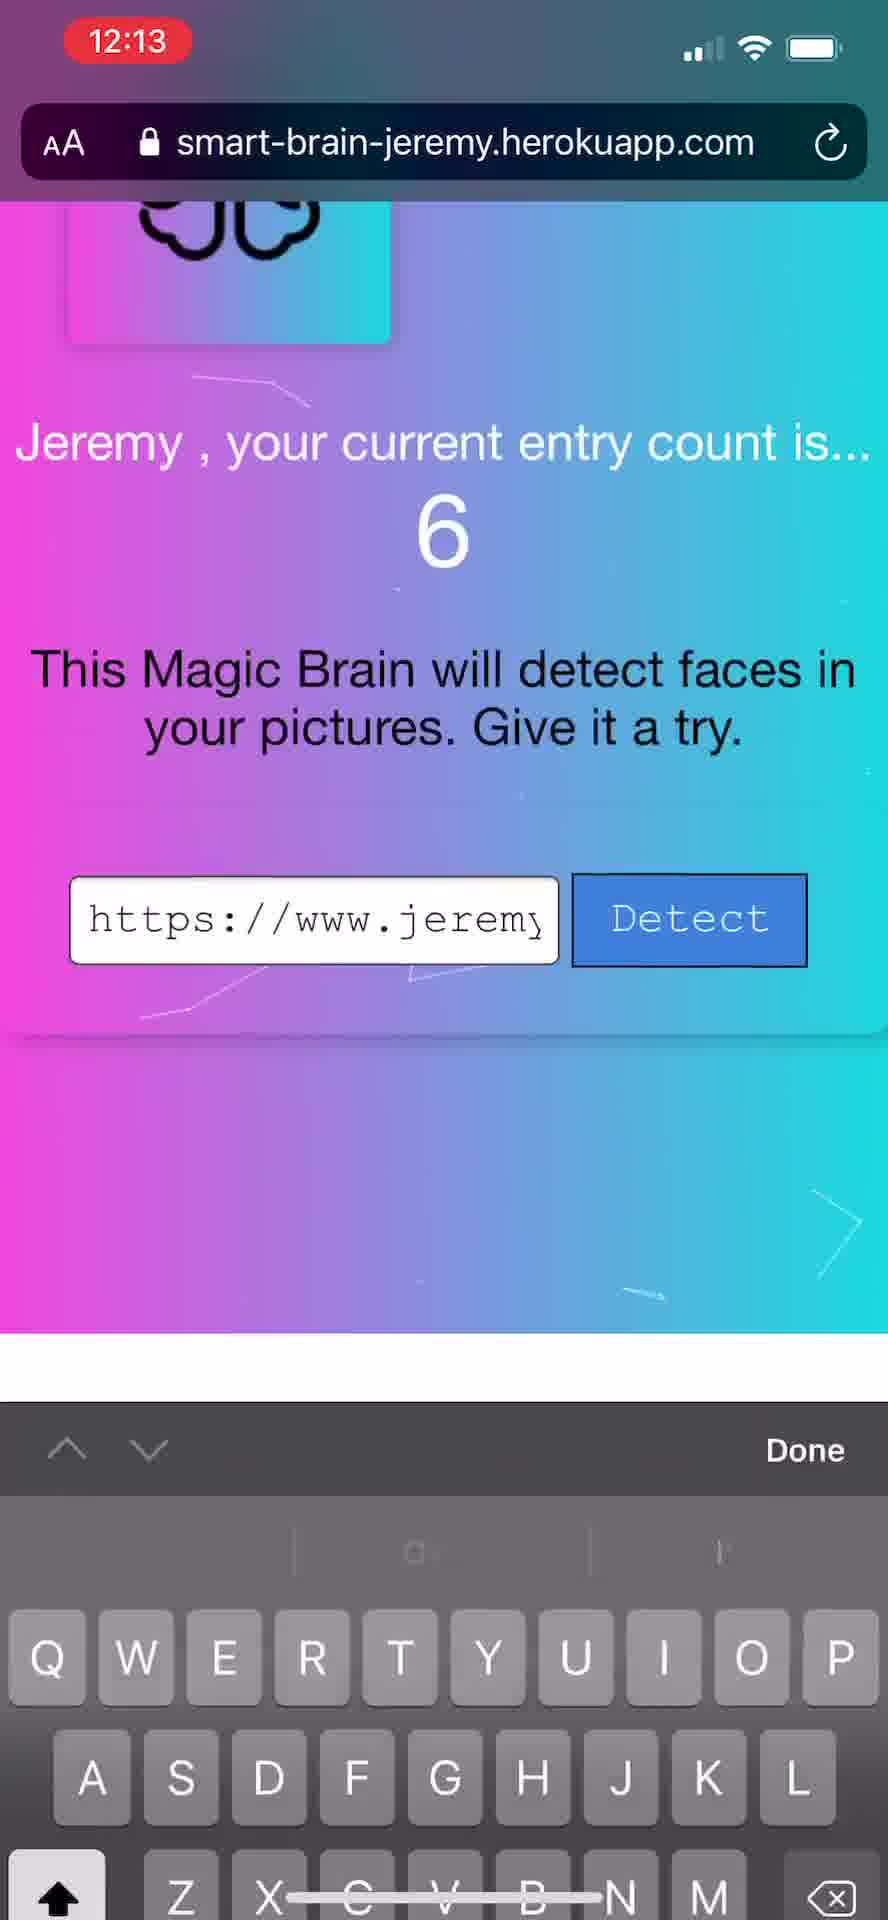 12:13
AA smart-brain-jeremy.herokuapp.com
Jeremy , your current entry count is...
6
This Magic Brain will detect faces in
your pictures. Give it a try.
https://www.jeremy Detect
Done
Q W E R T Y U I O P
A S D F G H J K L
Z X C V B N M